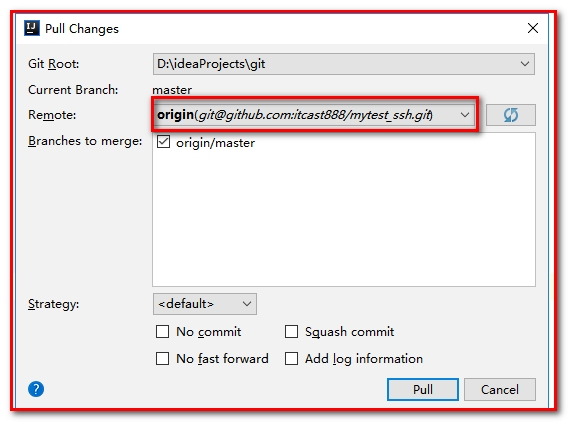 IJ Pull Changes
Git Root: D:\ideaProjects\git
Current Branch: master
Remote: origin(git@github.com:itcast888/mytest_ssh.git)
Branches to merge: origin/master
Strategy: <default>
No commit Squash commit
No fast forward Add log information
? Pull Cancel